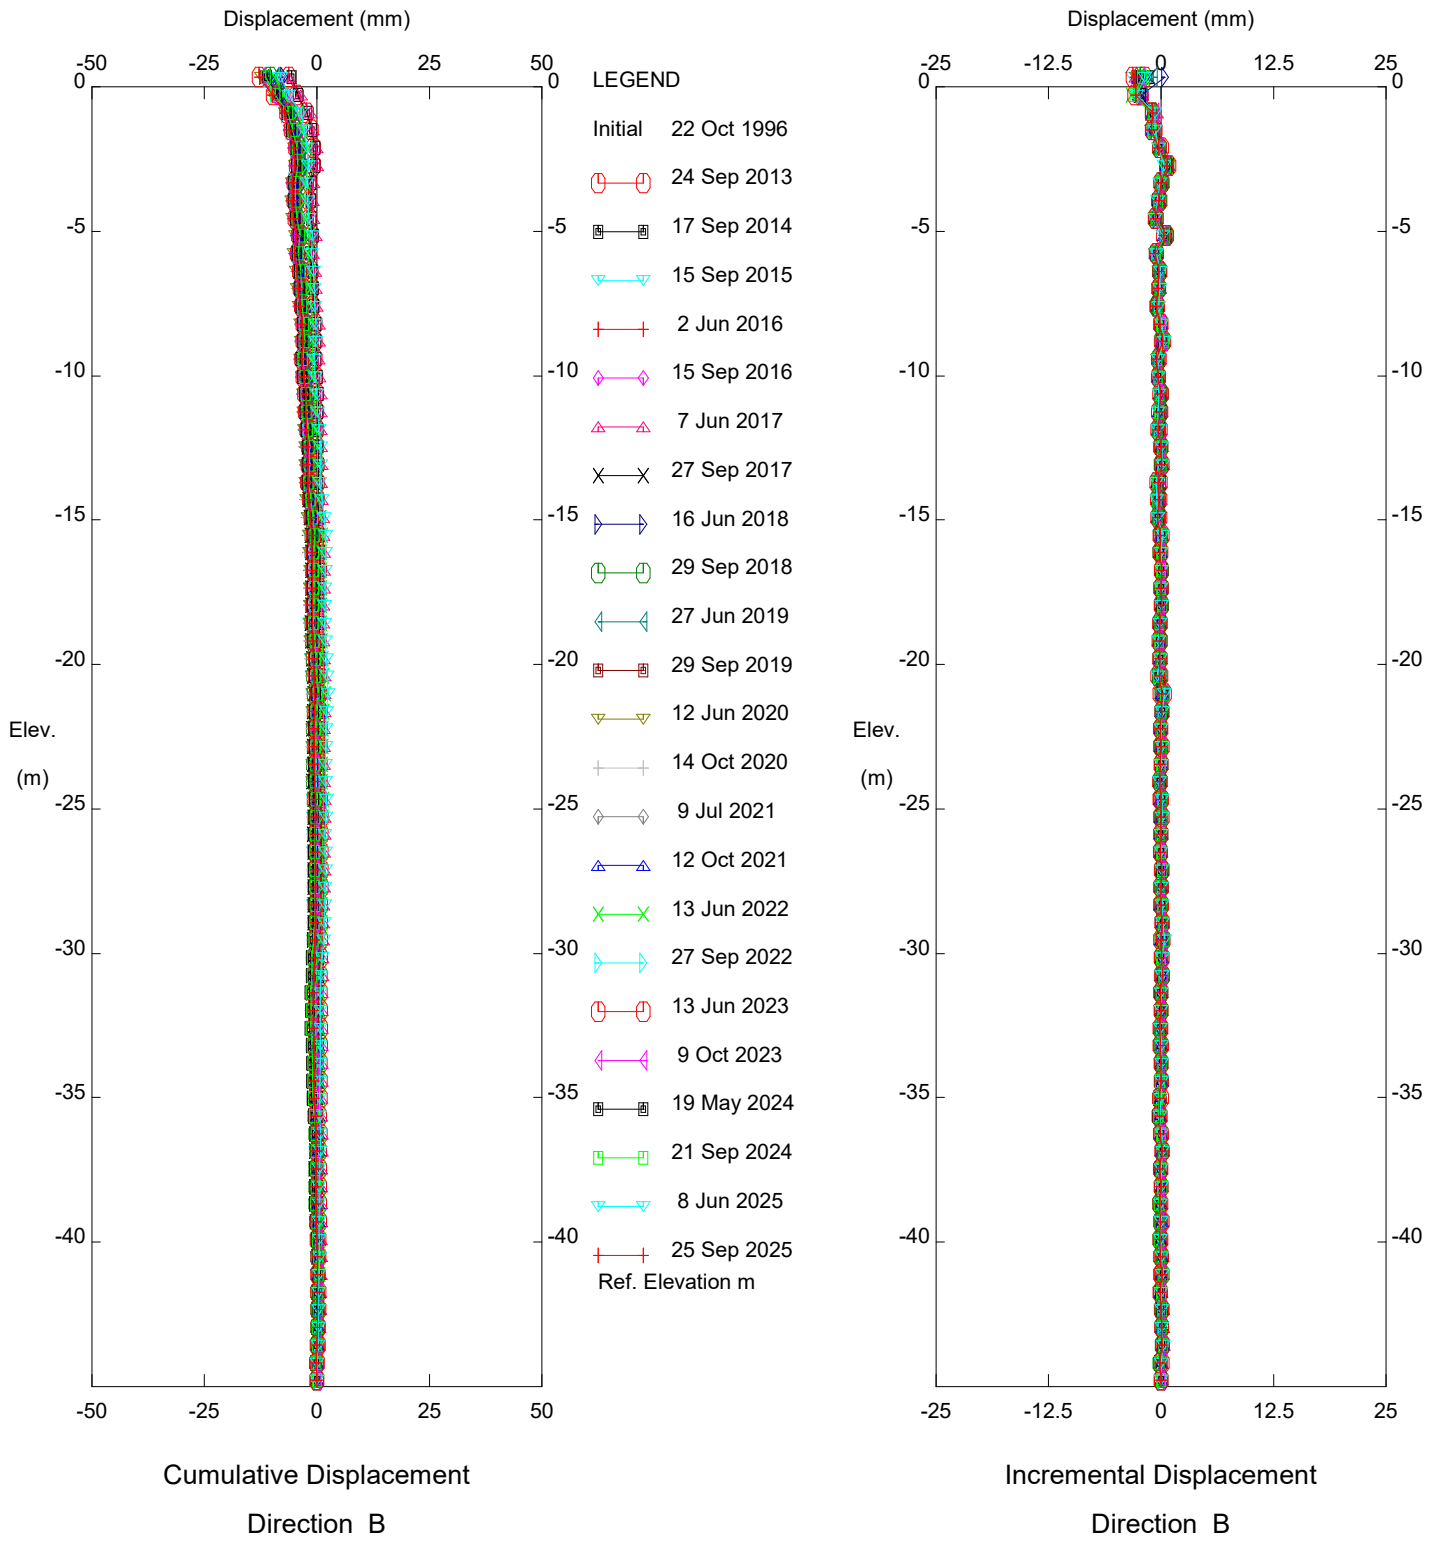 Displacement (mm)
-50 -25 0 25 50
0 0
-5 -5
-10 -10
-15 -15
-20 -20
Elev.
(m)
-25 -25
-30 -30
-35 -35
-40 -40
-50 -25 0 25 50
Cumulative Displacement
Direction B
LEGEND
Initial 22 Oct 1996
24 Sep 2013
17 Sep 2014
15 Sep 2015
2 Jun 2016
15 Sep 2016
7 Jun 2017
27 Sep 2017
16 Jun 2018
29 Sep 2018
27 Jun 2019
29 Sep 2019
12 Jun 2020
14 Oct 2020
9 Jul 2021
12 Oct 2021
13 Jun 2022
27 Sep 2022
13 Jun 2023
9 Oct 2023
19 May 2024
21 Sep 2024
8 Jun 2025
25 Sep 2025
Ref. Elevation m
Displacement (mm)
-25 -12.5 0 12.5 25
0 0
-5 -5
-10 -10
-15 -15
-20 -20
Elev.
(m)
-25 -25
-30 -30
-35 -35
-40 -40
-25 -12.5 0 12.5 25
Incremental Displacement
Direction B